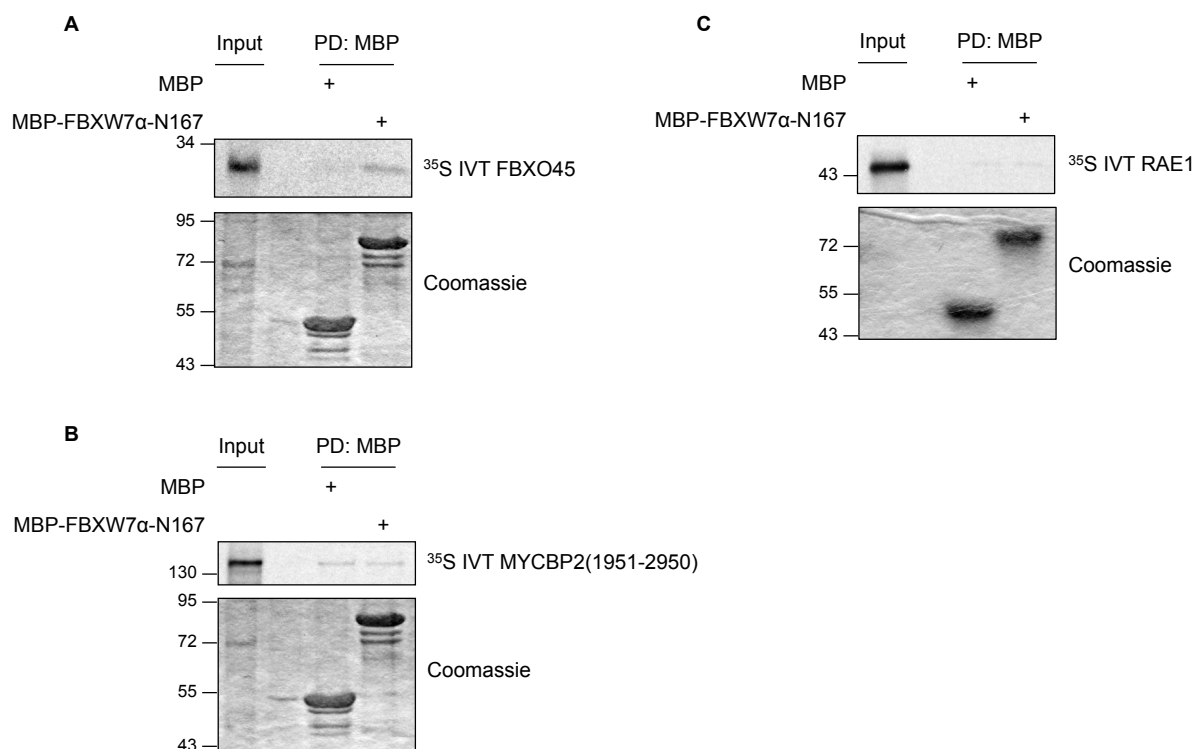 A
Input PD: MBP
MBP +
MBP-FBXW7α-N167 +
34
35S IVT FBXO45
95
72
55
43
Coomassie
B
Input PD: MBP
MBP +
MBP-FBXW7α-N167 +
130
35S IVT MYCBP2(1951-2950)
95
72
55
43
Coomassie
C
Input PD: MBP
MBP +
MBP-FBXW7α-N167 +
43
35S IVT RAE1
72
55
43
Coomassie